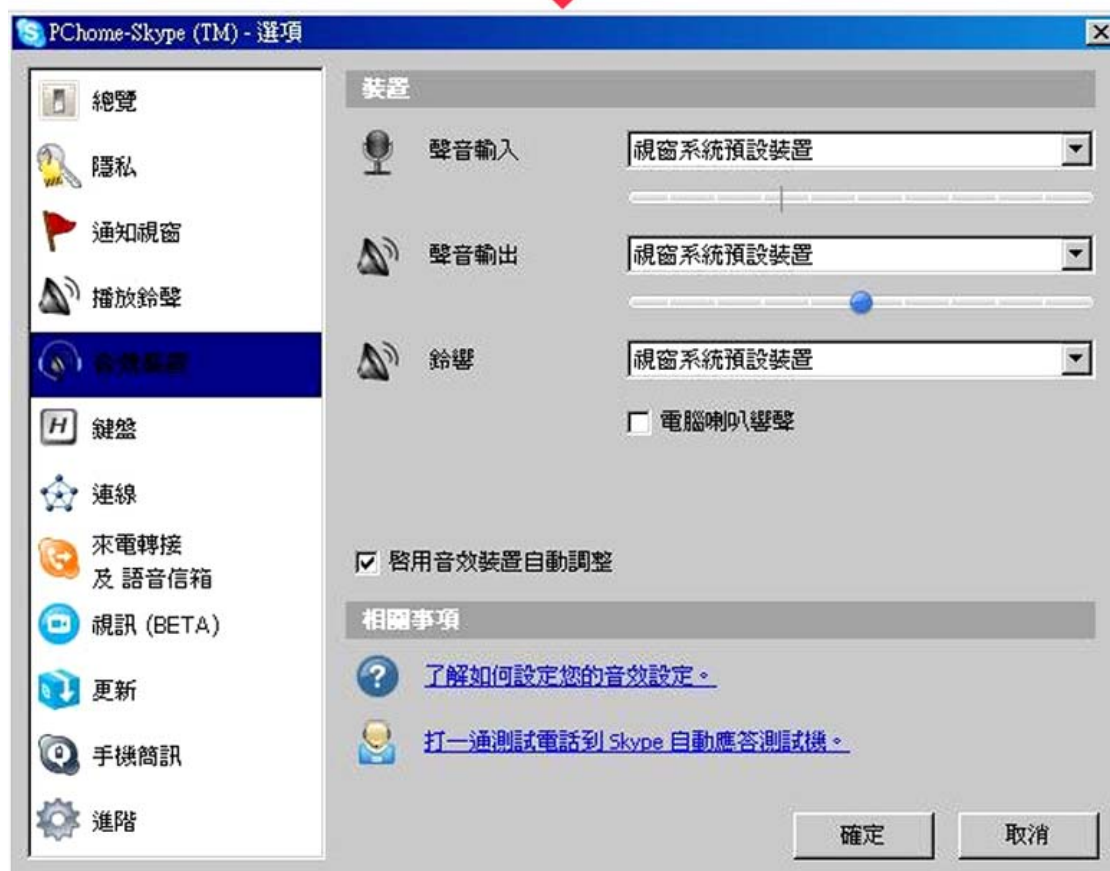 PChome-Skype (TM) - 選項
總覽
隱私
通知視窗
播放鈴聲
音效裝置
鍵盤
連線
來電轉接
及 語音信箱
視訊 (BETA)
更新
手機簡訊
進階
裝置
聲音輸入
視窗系統預設裝置
聲音輸出
視窗系統預設裝置
鈴響
視窗系統預設裝置
電腦喇叭響聲
啓用音效裝置自動調整
相關事項
了解如何設定您的音效設定。
打一通測試電話到 Skype 自動應答測試機。
確定
取消